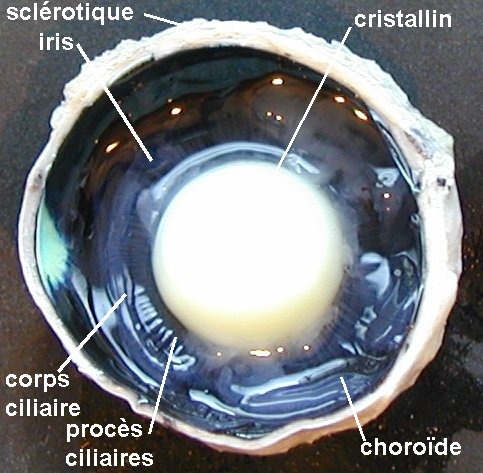 sclérotique
iris
cristallin
corps
ciliaire
procès
ciliaires
choroïde